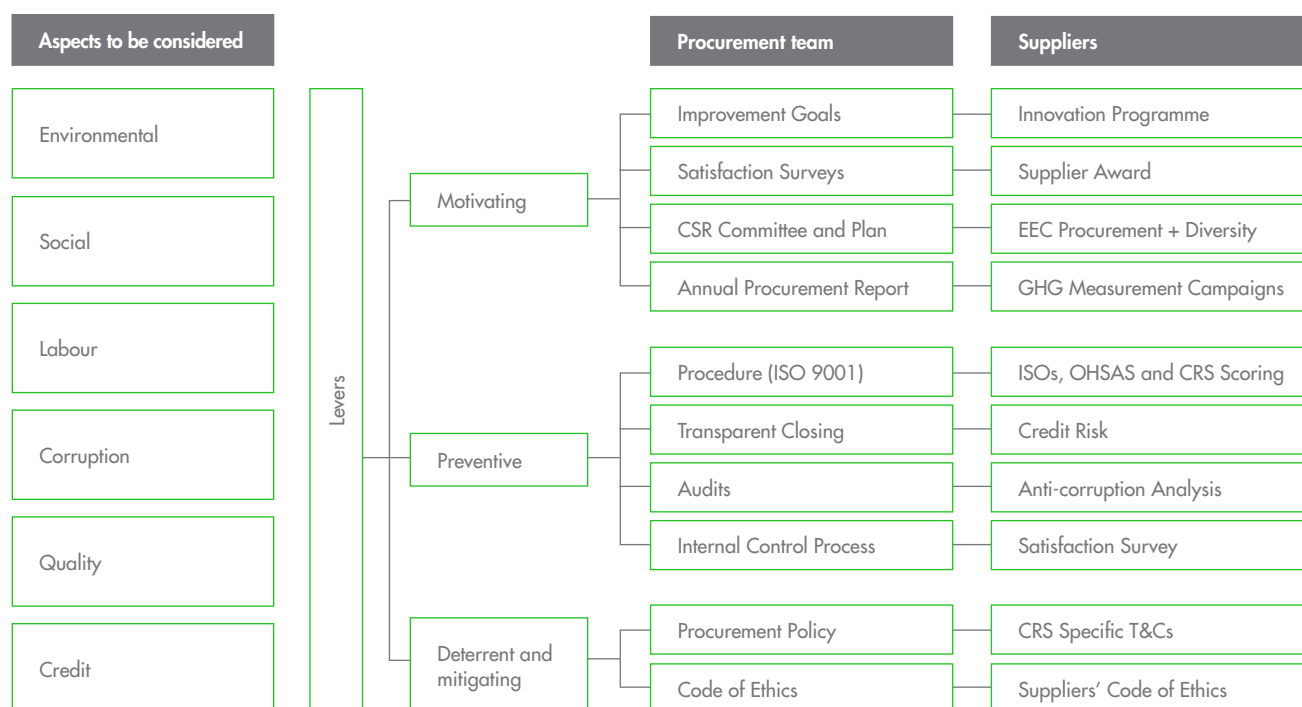 Aspects to be considered
Procurement team
Suppliers
Environmental
Social
Labour
Corruption
Quality
Credit
Levers
Motivating
Improvement Goals
Innovation Programme
Satisfaction Surveys
Supplier Award
CSR Committee and Plan
EEC Procurement + Diversity
Annual Procurement Report
GHG Measurement Campaigns
Preventive
Procedure (ISO 9001)
ISOs, OHSAS and CRS Scoring
Transparent Closing
Credit Risk
Audits
Anti-corruption Analysis
Internal Control Process
Satisfaction Survey
Deterrent and
mitigating
Procurement Policy
CRS Specific T&Cs
Code of Ethics
Suppliers’ Code of Ethics